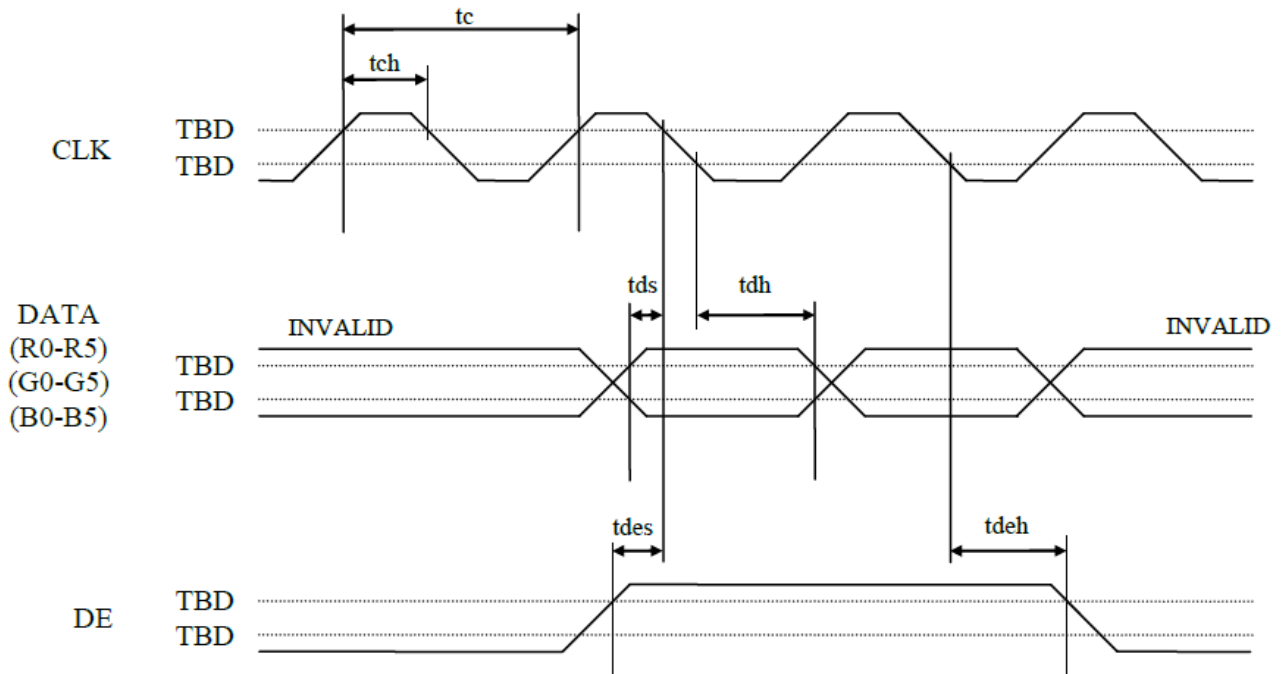 tc
tch
TBD
CLK
TBD
tds
tdh
DATA
INVALID
INVALID
(R0-R5)
TBD
(G0-G5)
TBD
(B0-B5)
tdes
tdeh
TBD
DE
TBD